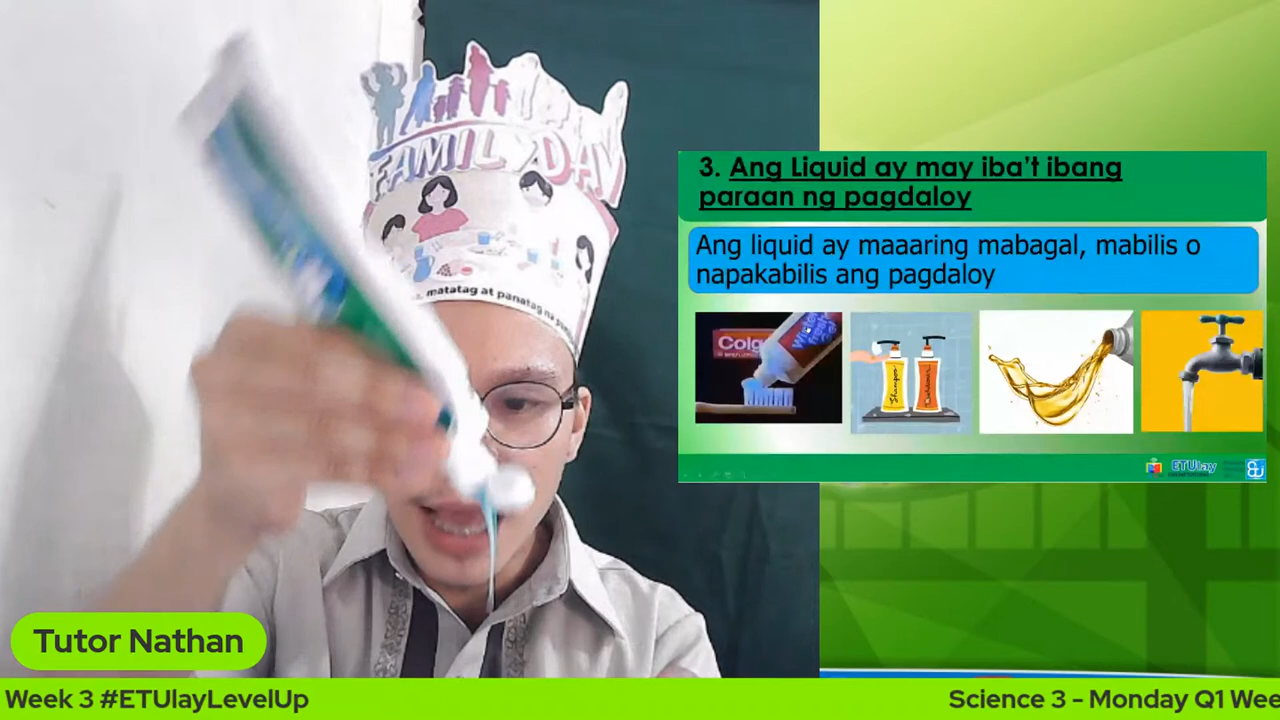 FAMILY DAY
matatag at panatag na
3. Ang Liquid ay may iba't ibang
paraan ng pagdaloy
Ang liquid ay maaaring mabagal, mabilis o
napakabilis ang pagdaloy
Colg
Shampoo
ETUlay
Tutor Nathan
Week 3 #ETUlayLevelUp
Science 3 - Monday Q1 Wee